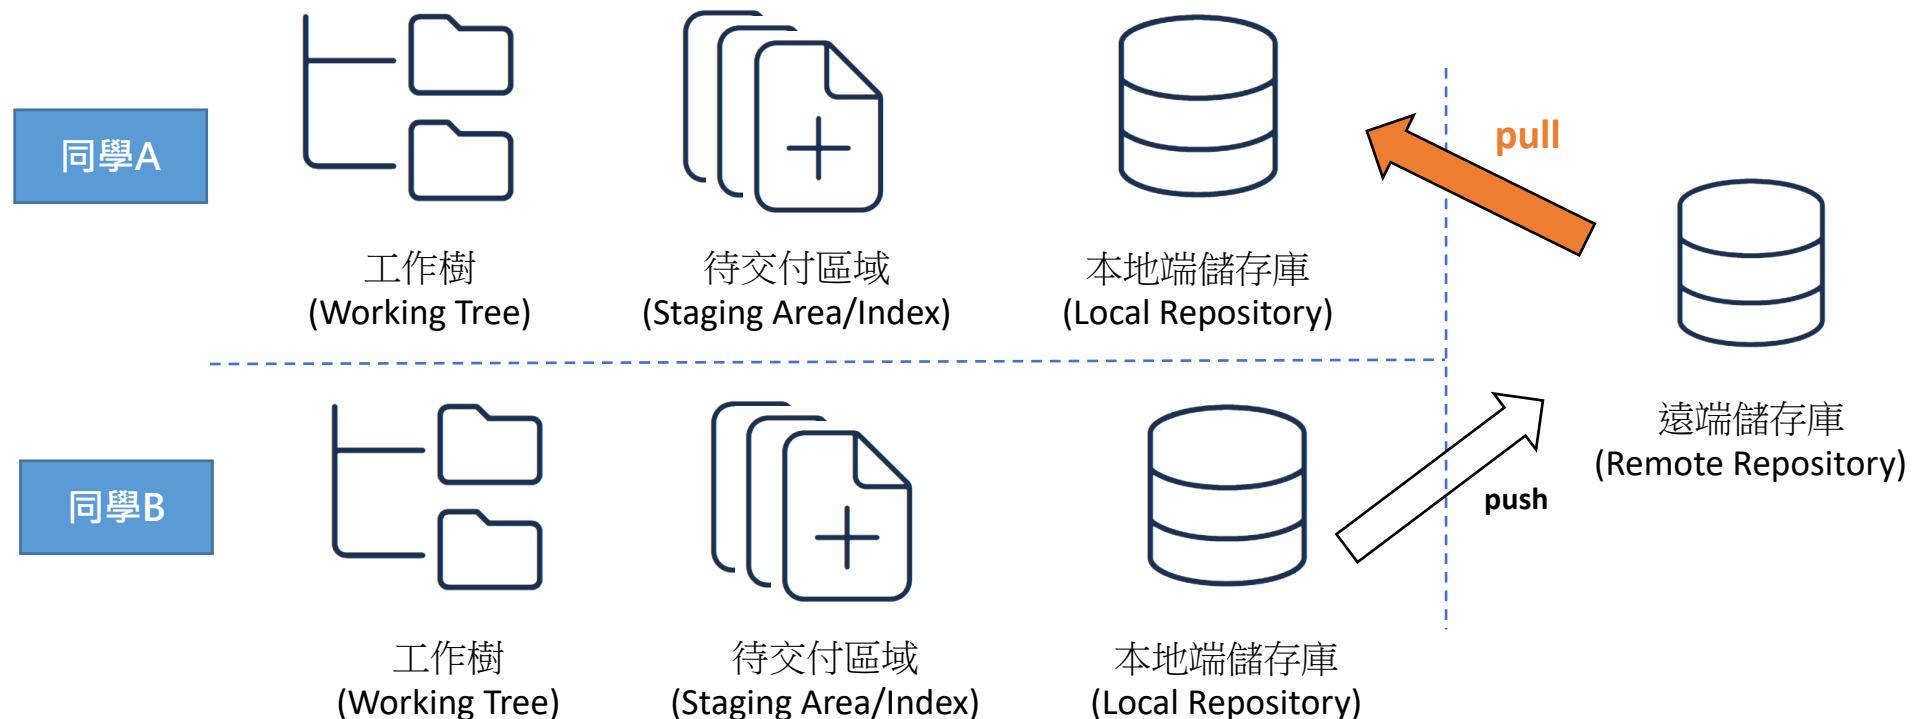 同學A
工作樹
(Working Tree)
待交付區域
(Staging Area/Index)
本地端儲存庫
(Local Repository)
pull
遠端儲存庫
(Remote Repository)
同學B
工作樹
(Working Tree)
待交付區域
(Staging Area/Index)
本地端儲存庫
(Local Repository)
push